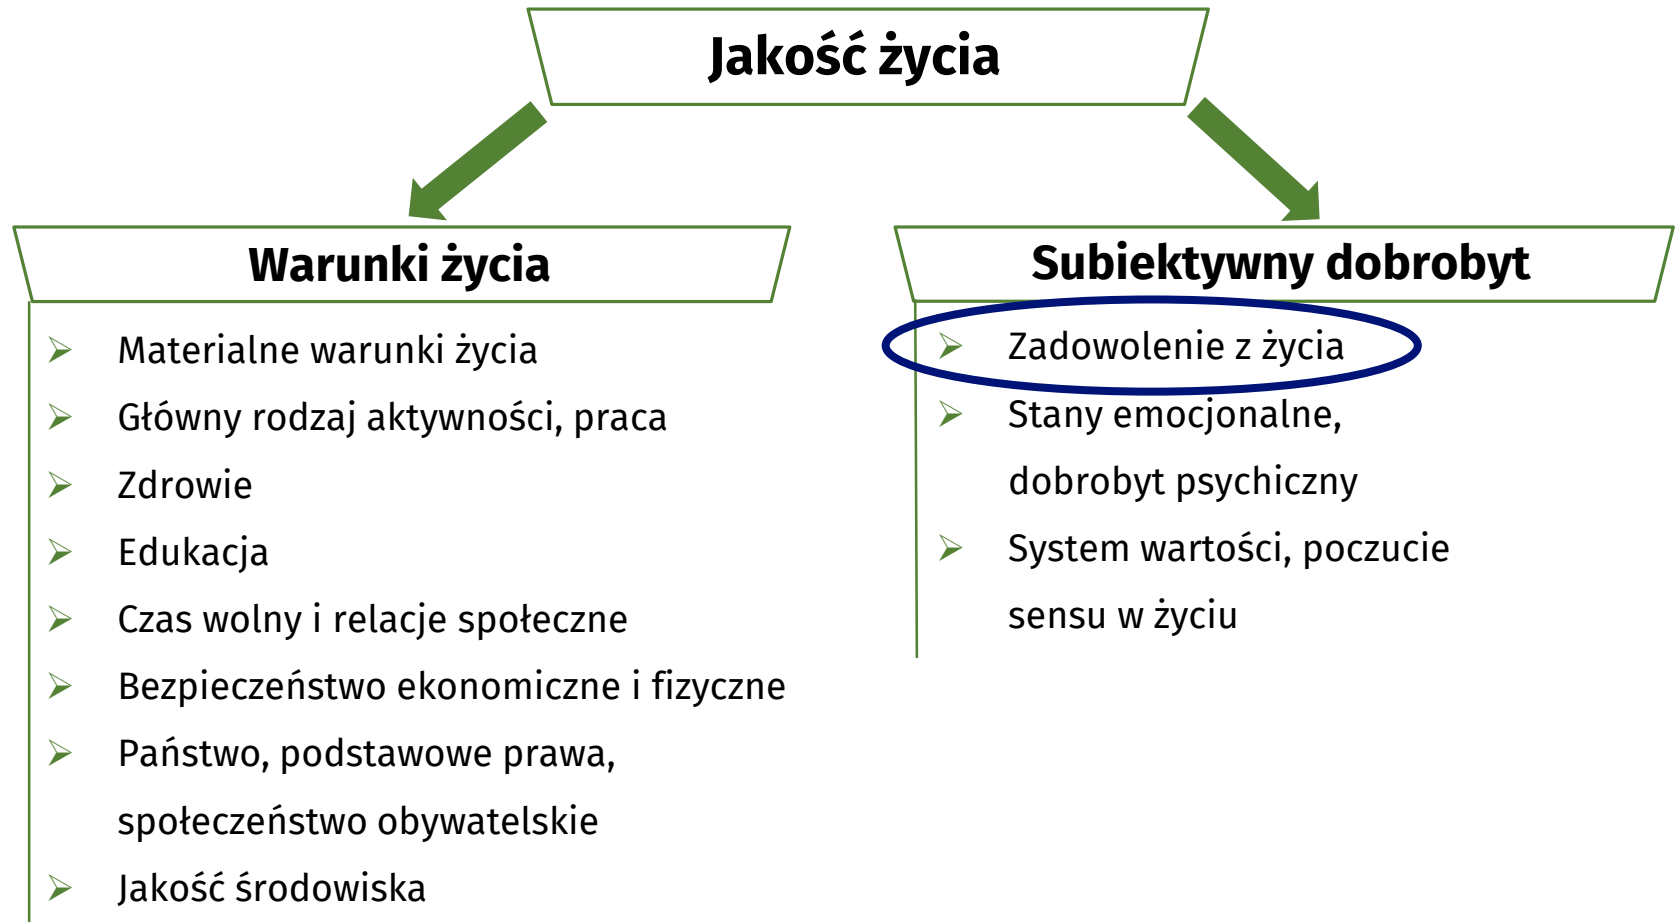 Jakość życia
Warunki życia
Materialne warunki życia
Główny rodzaj aktywności, praca
Zdrowie
Edukacja
Czas wolny i relacje społeczne
Bezpieczeństwo ekonomiczne i fizyczne
Państwo, podstawowe prawa,
społeczeństwo obywatelskie
Jakość środowiska
Subiektywny dobrobyt
Zadowolenie z życia
Stany emocjonalne,
dobrobyt psychiczny
System wartości, poczucie
sensu w życiu